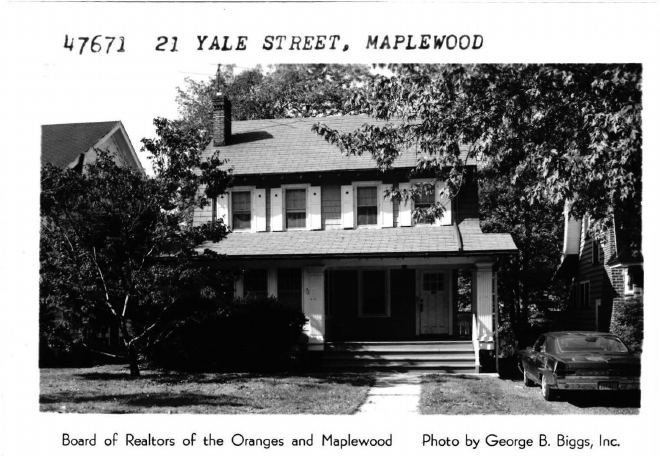 47671 21 YALE STREET, MAPLEWOOD
Board of Realtors of the Oranges and Maplewood Photo by George B. Biggs, Inc.